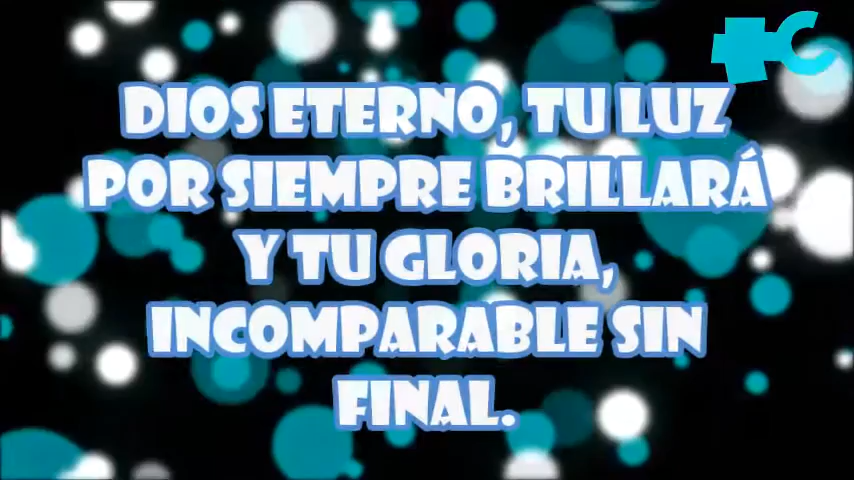 DIOS ETERNO, TU LUZ
POR SIEMPRE BRILLARÁ
Y TU GLORIA,
INCOMPARABLE SIN
FINAL.